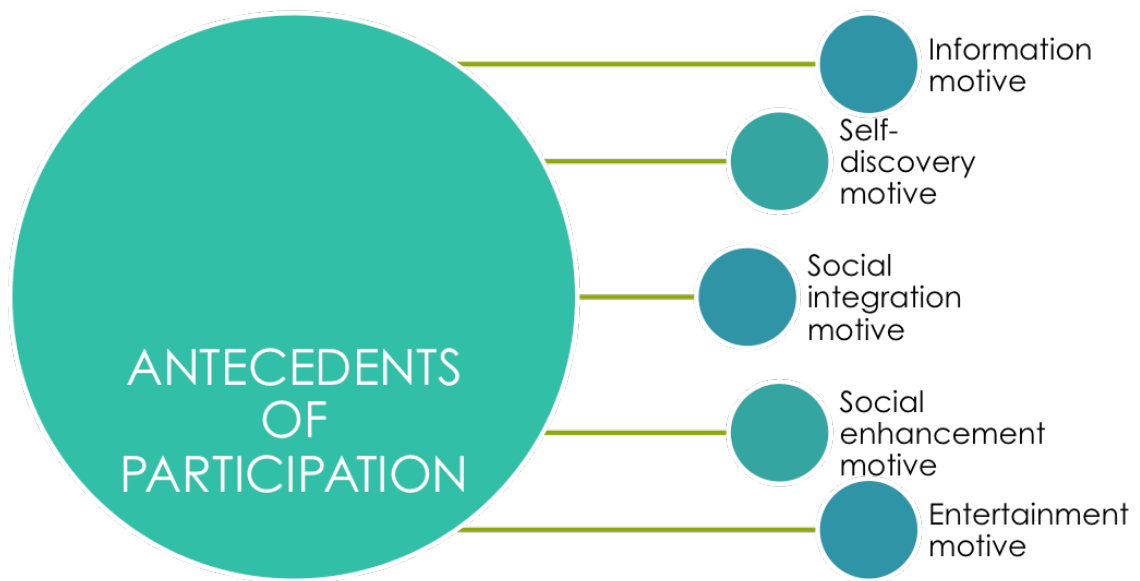 ANTECEDENTS
OF
PARTICIPATION
Information
motive
Self-
discovery
motive
Social
integration
motive
Social
enhancement
motive
Entertainment
motive